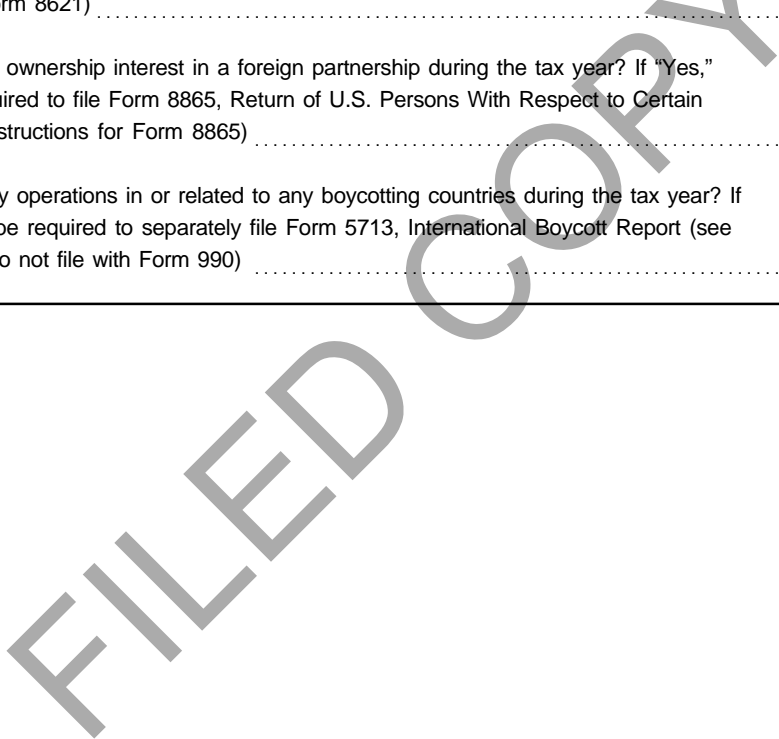 orm 8621)
ownership interest in a foreign partnership during the tax year? If “Yes,”
uired to file Form 8865, Return of U.S. Persons With Respect to Certain
structions for Form 8865)
y operations in or related to any boycotting countries during the tax year? If
be required to separately file Form 5713, International Boycott Report (see
o not file with Form 990)
FILED COPY